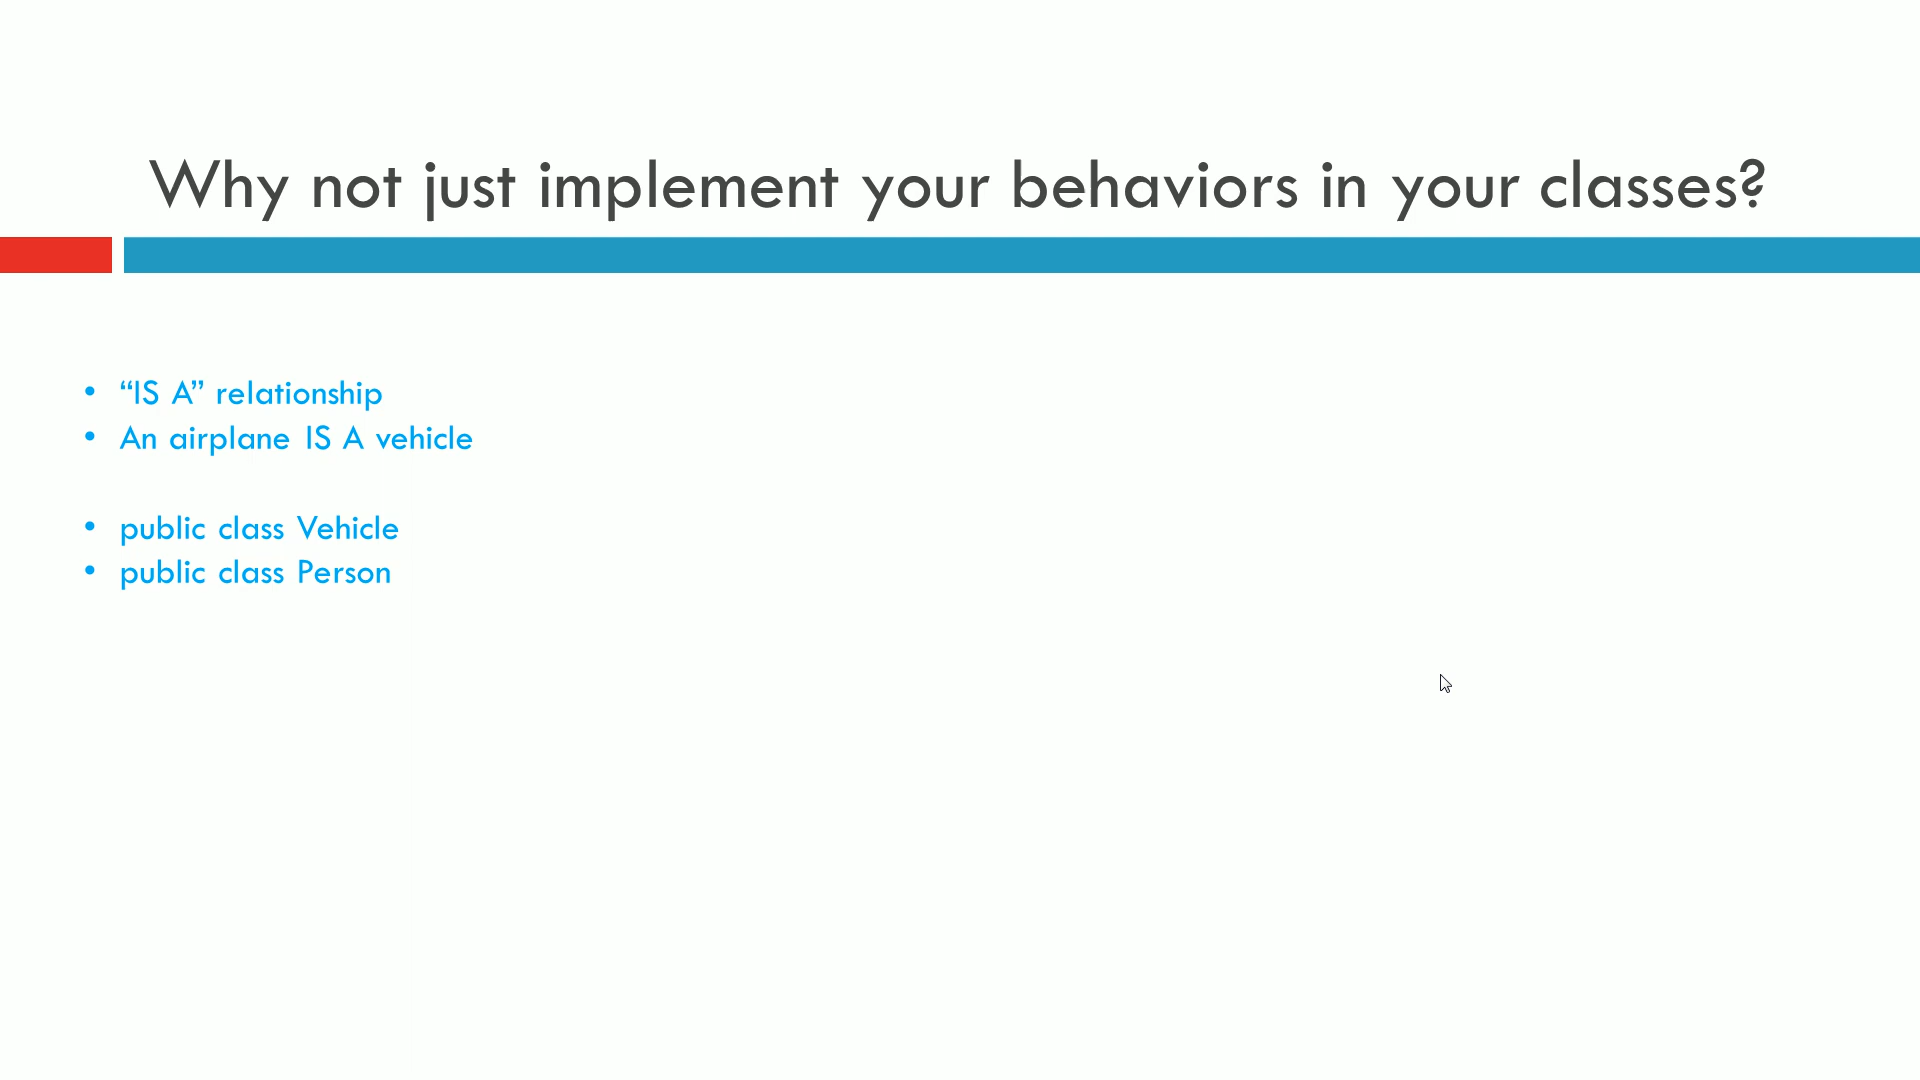 Why not just implement your behaviors in your classes?
• “IS A” relationship
• An airplane IS A vehicle
• public class Vehicle
• public class Person